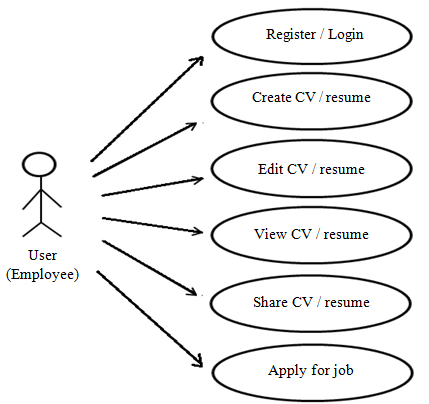 Register / Login
Create CV / resume
Edit CV / resume
View CV / resume
Share CV / resume
Apply for job
User
(Employee)